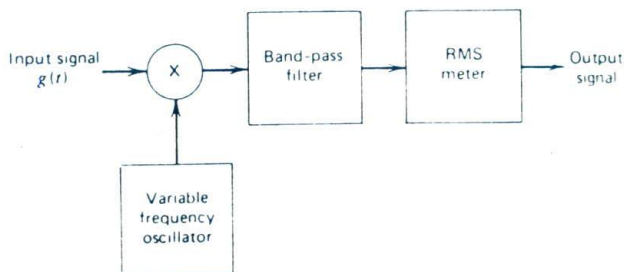 Input signal
g(t)
X
Band-pass
filter
RMS
meter
Output
signal
Variable
frequency
oscillator